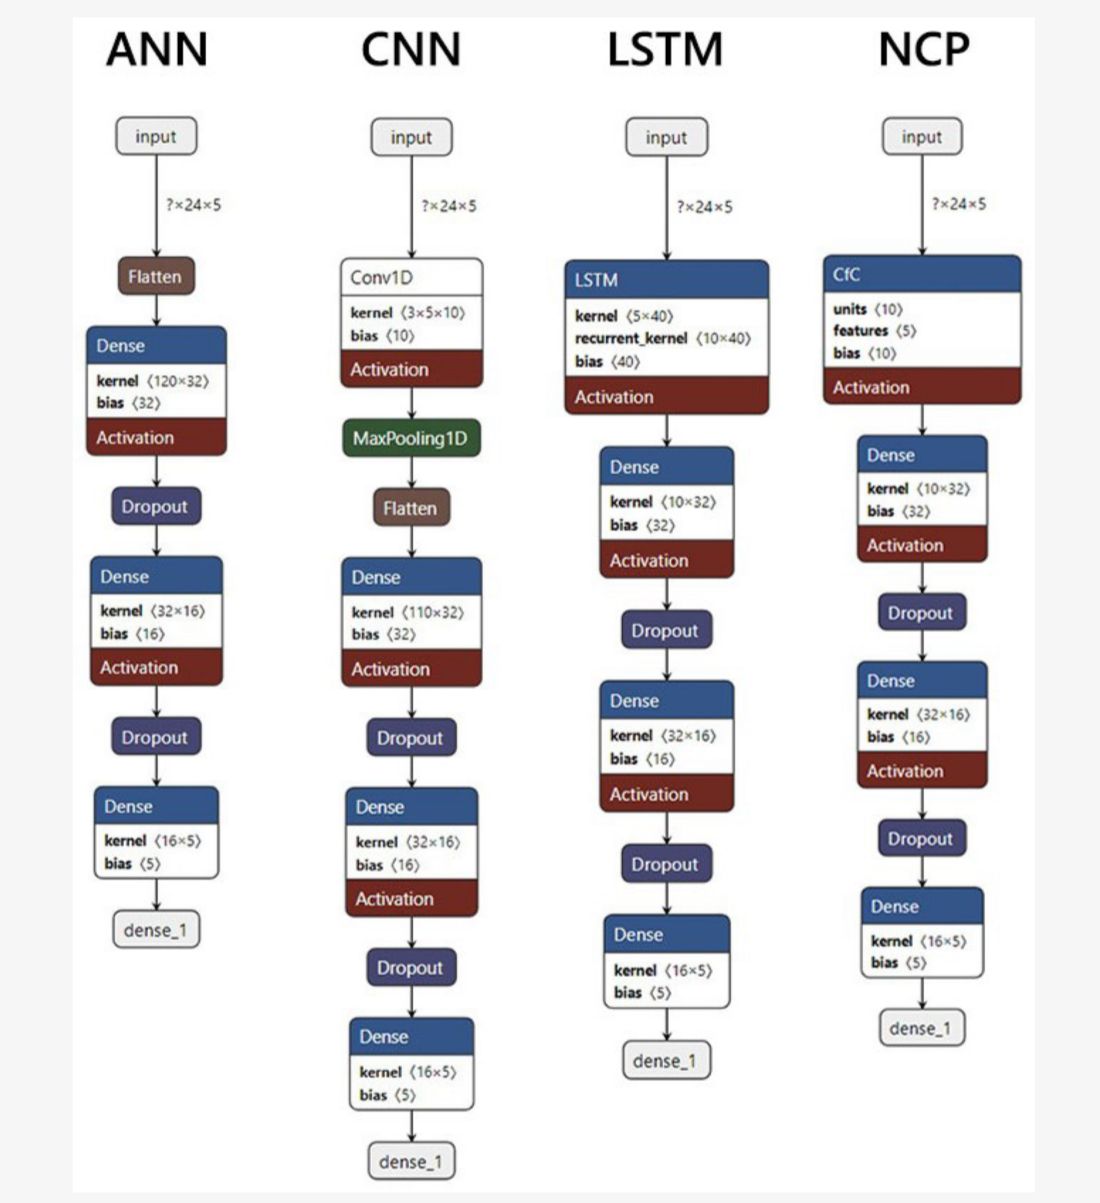 ANN
input
?×24×5
Flatten
Dense
kernel ⟨120×32⟩
bias ⟨32⟩
Activation
Dropout
Dense
kernel ⟨32×16⟩
bias ⟨16⟩
Activation
Dropout
Dense
kernel ⟨16×5⟩
bias ⟨5⟩
dense_1
CNN
input
?×24×5
Conv1D
kernel ⟨3×5×10⟩
bias ⟨10⟩
Activation
MaxPooling1D
Flatten
Dense
kernel ⟨110×32⟩
bias ⟨32⟩
Activation
Dropout
Dense
kernel ⟨32×16⟩
bias ⟨16⟩
Activation
Dropout
Dense
kernel ⟨16×5⟩
bias ⟨5⟩
dense_1
LSTM
input
?×24×5
LSTM
kernel ⟨5×40⟩
recurrent_kernel ⟨10×40⟩
bias ⟨40⟩
Activation
Dense
kernel ⟨10×32⟩
bias ⟨32⟩
Activation
Dropout
Dense
kernel ⟨32×16⟩
bias ⟨16⟩
Activation
Dropout
Dense
kernel ⟨16×5⟩
bias ⟨5⟩
dense_1
NCP
input
?×24×5
CfC
units ⟨10⟩
features ⟨5⟩
bias ⟨10⟩
Activation
Dense
kernel ⟨10×32⟩
bias ⟨32⟩
Activation
Dropout
Dense
kernel ⟨32×16⟩
bias ⟨16⟩
Activation
Dropout
Dense
kernel ⟨16×5⟩
bias ⟨5⟩
dense_1